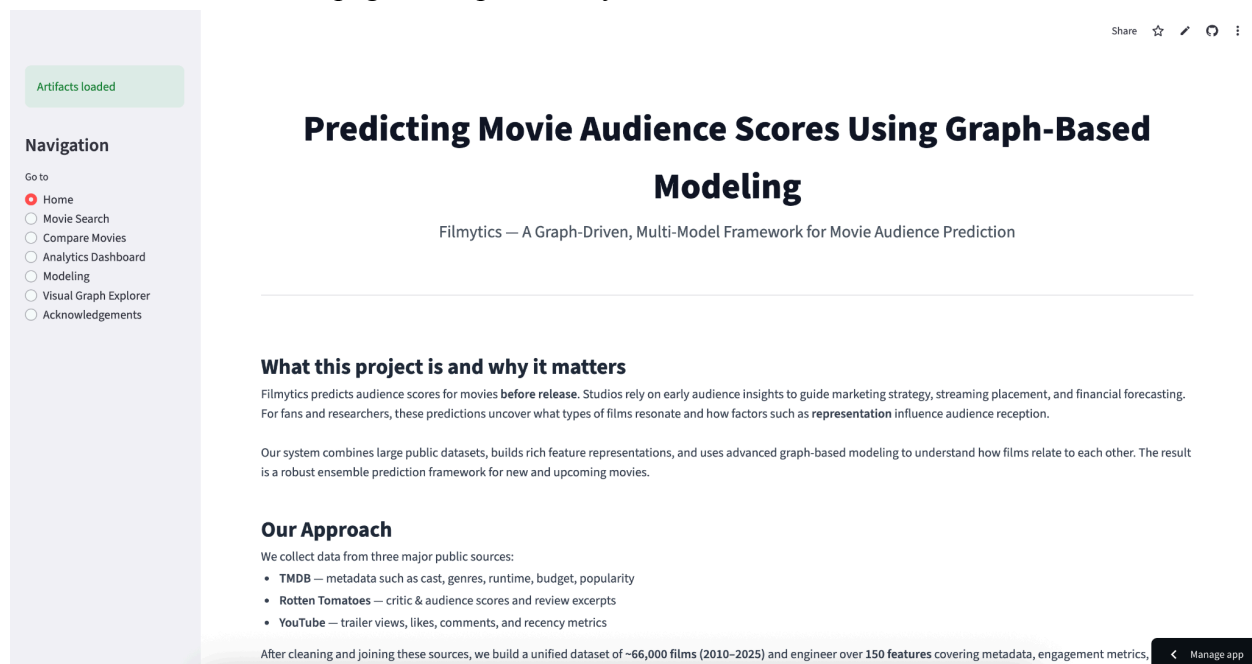 Share
Artifacts loaded
Navigation
Go to
Home
Movie Search
Compare Movies
Analytics Dashboard
Modeling
Visual Graph Explorer
Acknowledgements
Predicting Movie Audience Scores Using Graph-Based
Modeling
Filmytics — A Graph-Driven, Multi-Model Framework for Movie Audience Prediction
What this project is and why it matters
Filmytics predicts audience scores for movies before release. Studios rely on early audience insights to guide marketing strategy, streaming placement, and financial forecasting.
For fans and researchers, these predictions uncover what types of films resonate and how factors such as representation influence audience reception.
Our system combines large public datasets, builds rich feature representations, and uses advanced graph-based modeling to understand how films relate to each other. The result
is a robust ensemble prediction framework for new and upcoming movies.
Our Approach
We collect data from three major public sources:
• TMDB — metadata such as cast, genres, runtime, budget, popularity
• Rotten Tomatoes — critic & audience scores and review excerpts
• YouTube — trailer views, likes, comments, and recency metrics
After cleaning and joining these sources, we build a unified dataset of ~66,000 films (2010–2025) and engineer over 150 features covering metadata, engagement metrics,
Manage app